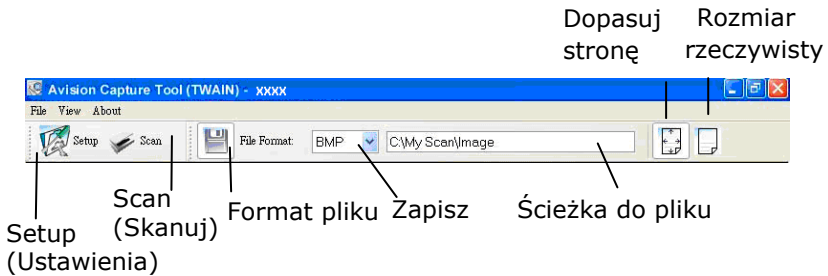 Dopasuj stronę
Rozmiar rzeczywisty
Avision Capture Tool (TWAIN) - xxxx
File View About
Setup Scan File Format: BMP C:\My Scan\Image
Setup (Ustawienia)
Scan (Skanuj)
Format pliku
Zapisz
Ścieżka do pliku